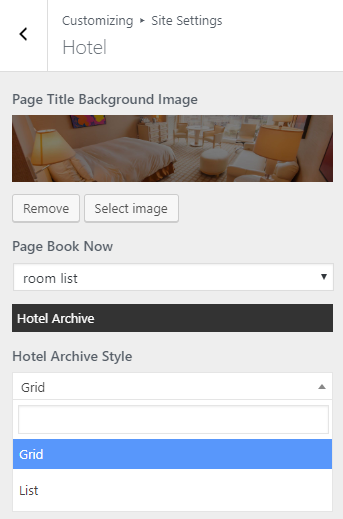 Customizing ▸ Site Settings
Hotel
Page Title Background Image
Remove
Select image
Page Book Now
room list
Hotel Archive
Hotel Archive Style
Grid
Grid
List